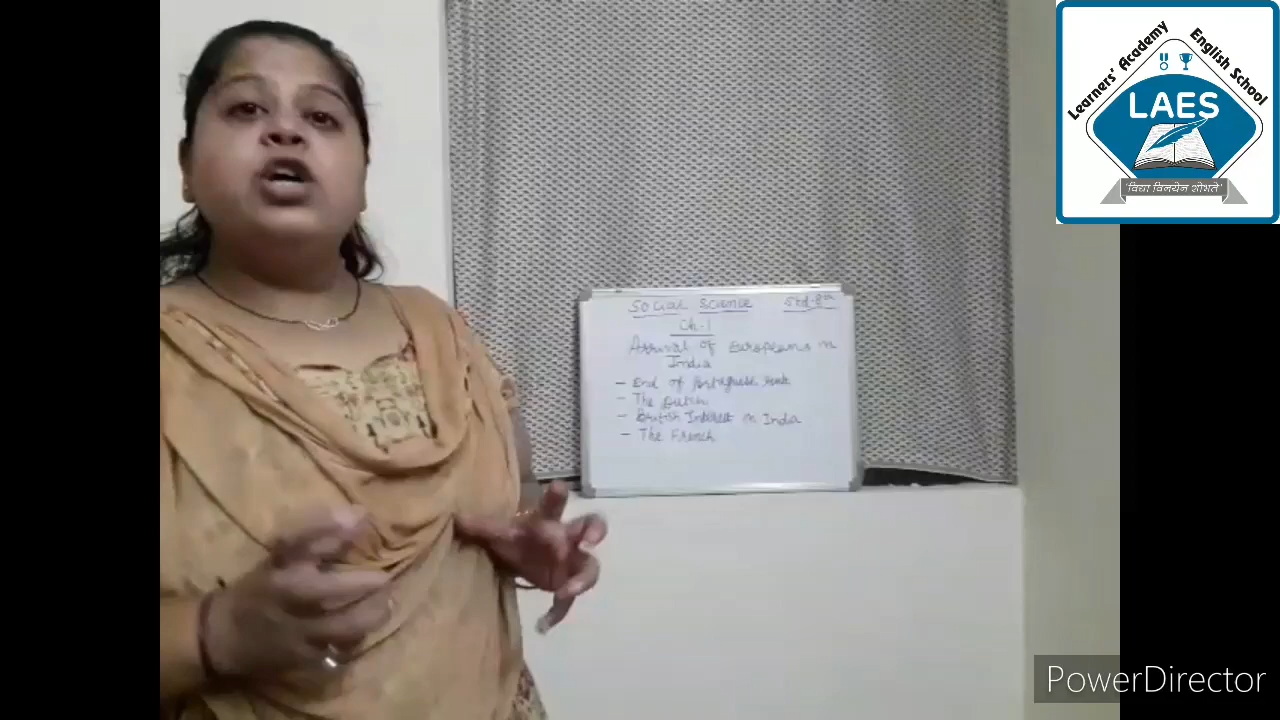 Learners' Academy English School
LAES
'विद्या विनयेन शोभते'
Social Science Std-8th
Ch-1
Arrival of Europeans in
India
- End of Portuguese rule
- The Dutch
- British Interest in India
- The French
PowerDirector